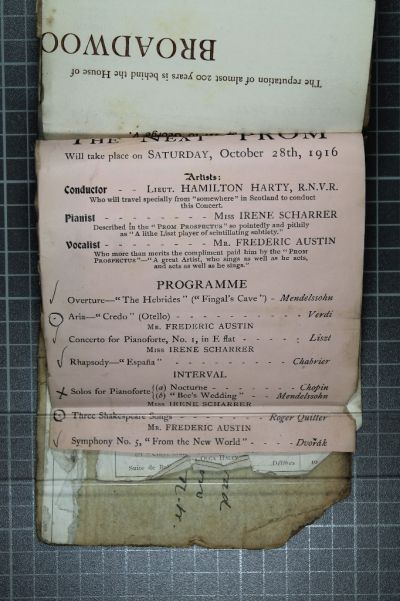 The reputation of almost 200 years is behind the House of
BROADWOO
THE NEXT PROM
Will take place on SATURDAY, October 28th, 1916
Artists:
Conductor - - LIEUT. HAMILTON HARTY, R.N.V.R.
Who will travel specially from "somewhere" in Scotland to conduct
this Concert.
Pianist - - - - - - - - MISS IRENE SCHARRER
Described in the "PROM PROSPECTUS" so pointedly and pithily
as "A lithe Liszt player of scintillating subtlety."
Vocalist - - - - - - MR. FREDERIC AUSTIN
Who more than merits the compliment paid him by the "PROM
PROSPECTUS"—"A great Artist, who sings as well as he acts,
and acts as well as he sings."
PROGRAMME
Overture—"The Hebrides" ("Fingal's Cave") - Mendelssohn
Aria—"Credo" (Otello) - - - - - - - Verdi
MR. FREDERIC AUSTIN
Concerto for Pianoforte, No. 1, in E flat - - - Liszt
MISS IRENE SCHARRER
Rhapsody—"España" - - - - - - - Chabrier
INTERVAL
Solos for Pianoforte {(a) Nocturne - - - - - Chopin
(b) "Bee's Wedding" - - Mendelssohn
MISS IRENE SCHARRER
Three Shakespeare Songs - - - - - Roger Quilter
MR. FREDERIC AUSTIN
Symphony No. 5, "From the New World" - - - - Dvořák
Suite de Ba
Délibes 10